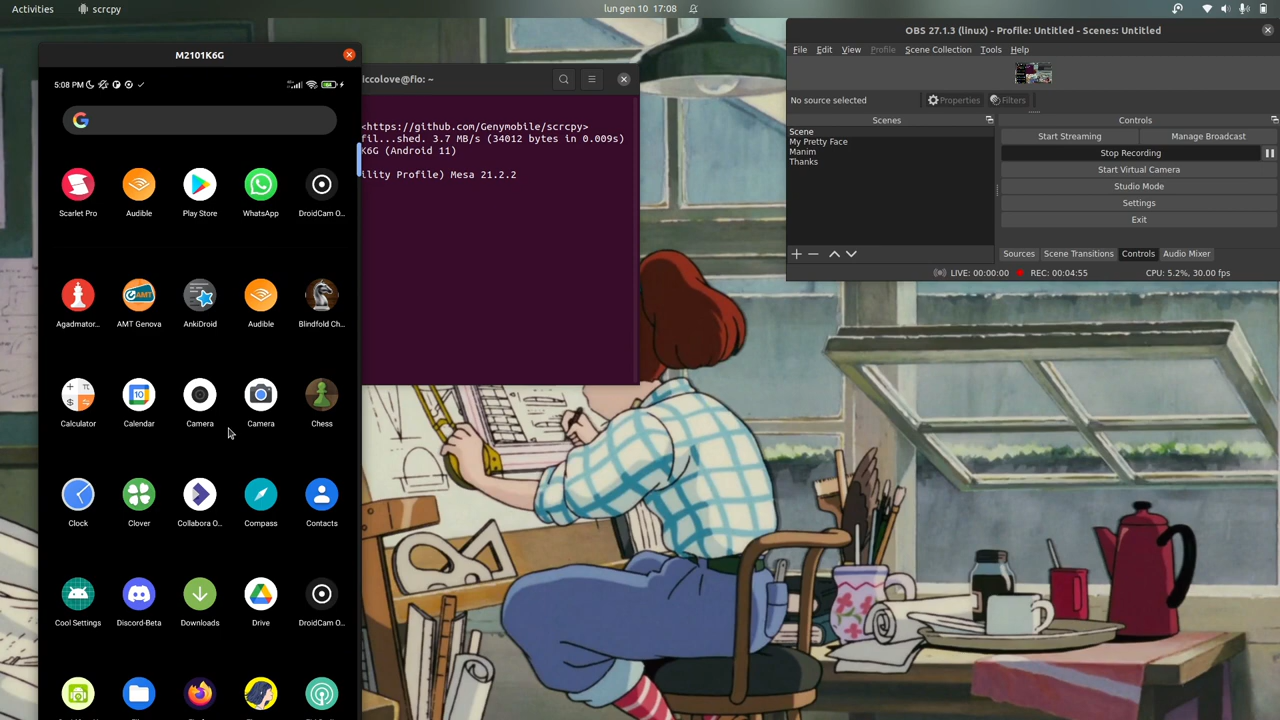 Activities
scrcpy
lun gen 10 17:08
M2101K6G
5:08 PM
Scarlet Pro
Audible
Play Store
WhatsApp
DroidCam O...
Agadmator...
AMT Genova
AnkiDroid
Audible
Blindfold Ch...
Calculator
Calendar
Camera
Camera
Chess
10
Clock
Clover
Collabora O...
Compass
Contacts
Cool Settings
Discord-Beta
Downloads
Drive
DroidCam O...
iccolove@flo: ~
<https://github.com/Genymobile/scrcpy>
fil...shed. 3.7 MB/s (34012 bytes in 0.009s)
K6G (Android 11)
ility Profile) Mesa 21.2.2
OBS 27.1.3 (linux) - Profile: Untitled - Scenes: Untitled
File Edit View Profile Scene Collection Tools Help
No source selected
Properties
Filters
Scenes
Scene
My Pretty Face
Manim
Thanks
Controls
Start Streaming
Manage Broadcast
Stop Recording
Start Virtual Camera
Studio Mode
Settings
Exit
Sources
Scene Transitions
Controls
Audio Mixer
LIVE: 00:00:00
REC: 00:04:55
CPU: 5.2%, 30.00 fps